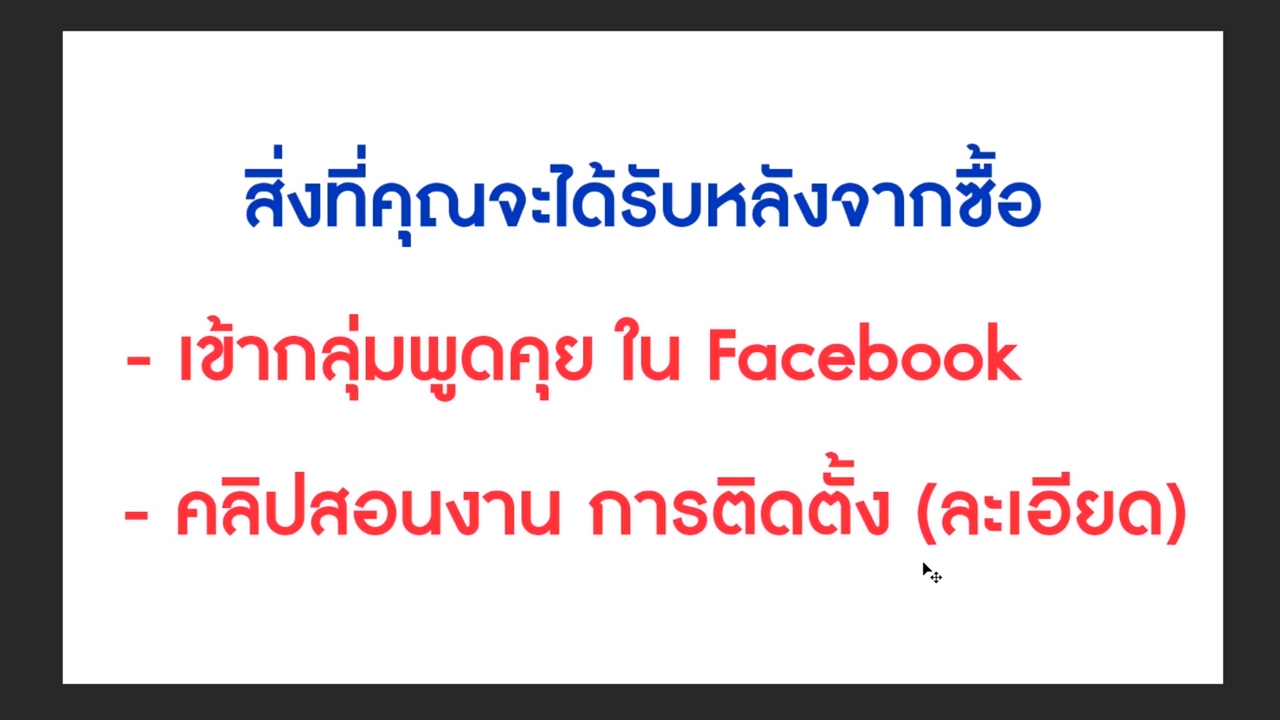 สิ่งที่คุณจะได้รับหลังจากซื้อ
- เข้ากลุ่มพูดคุย ใน Facebook
- คลิปสอนงาน การติดตั้ง (ละเอียด)